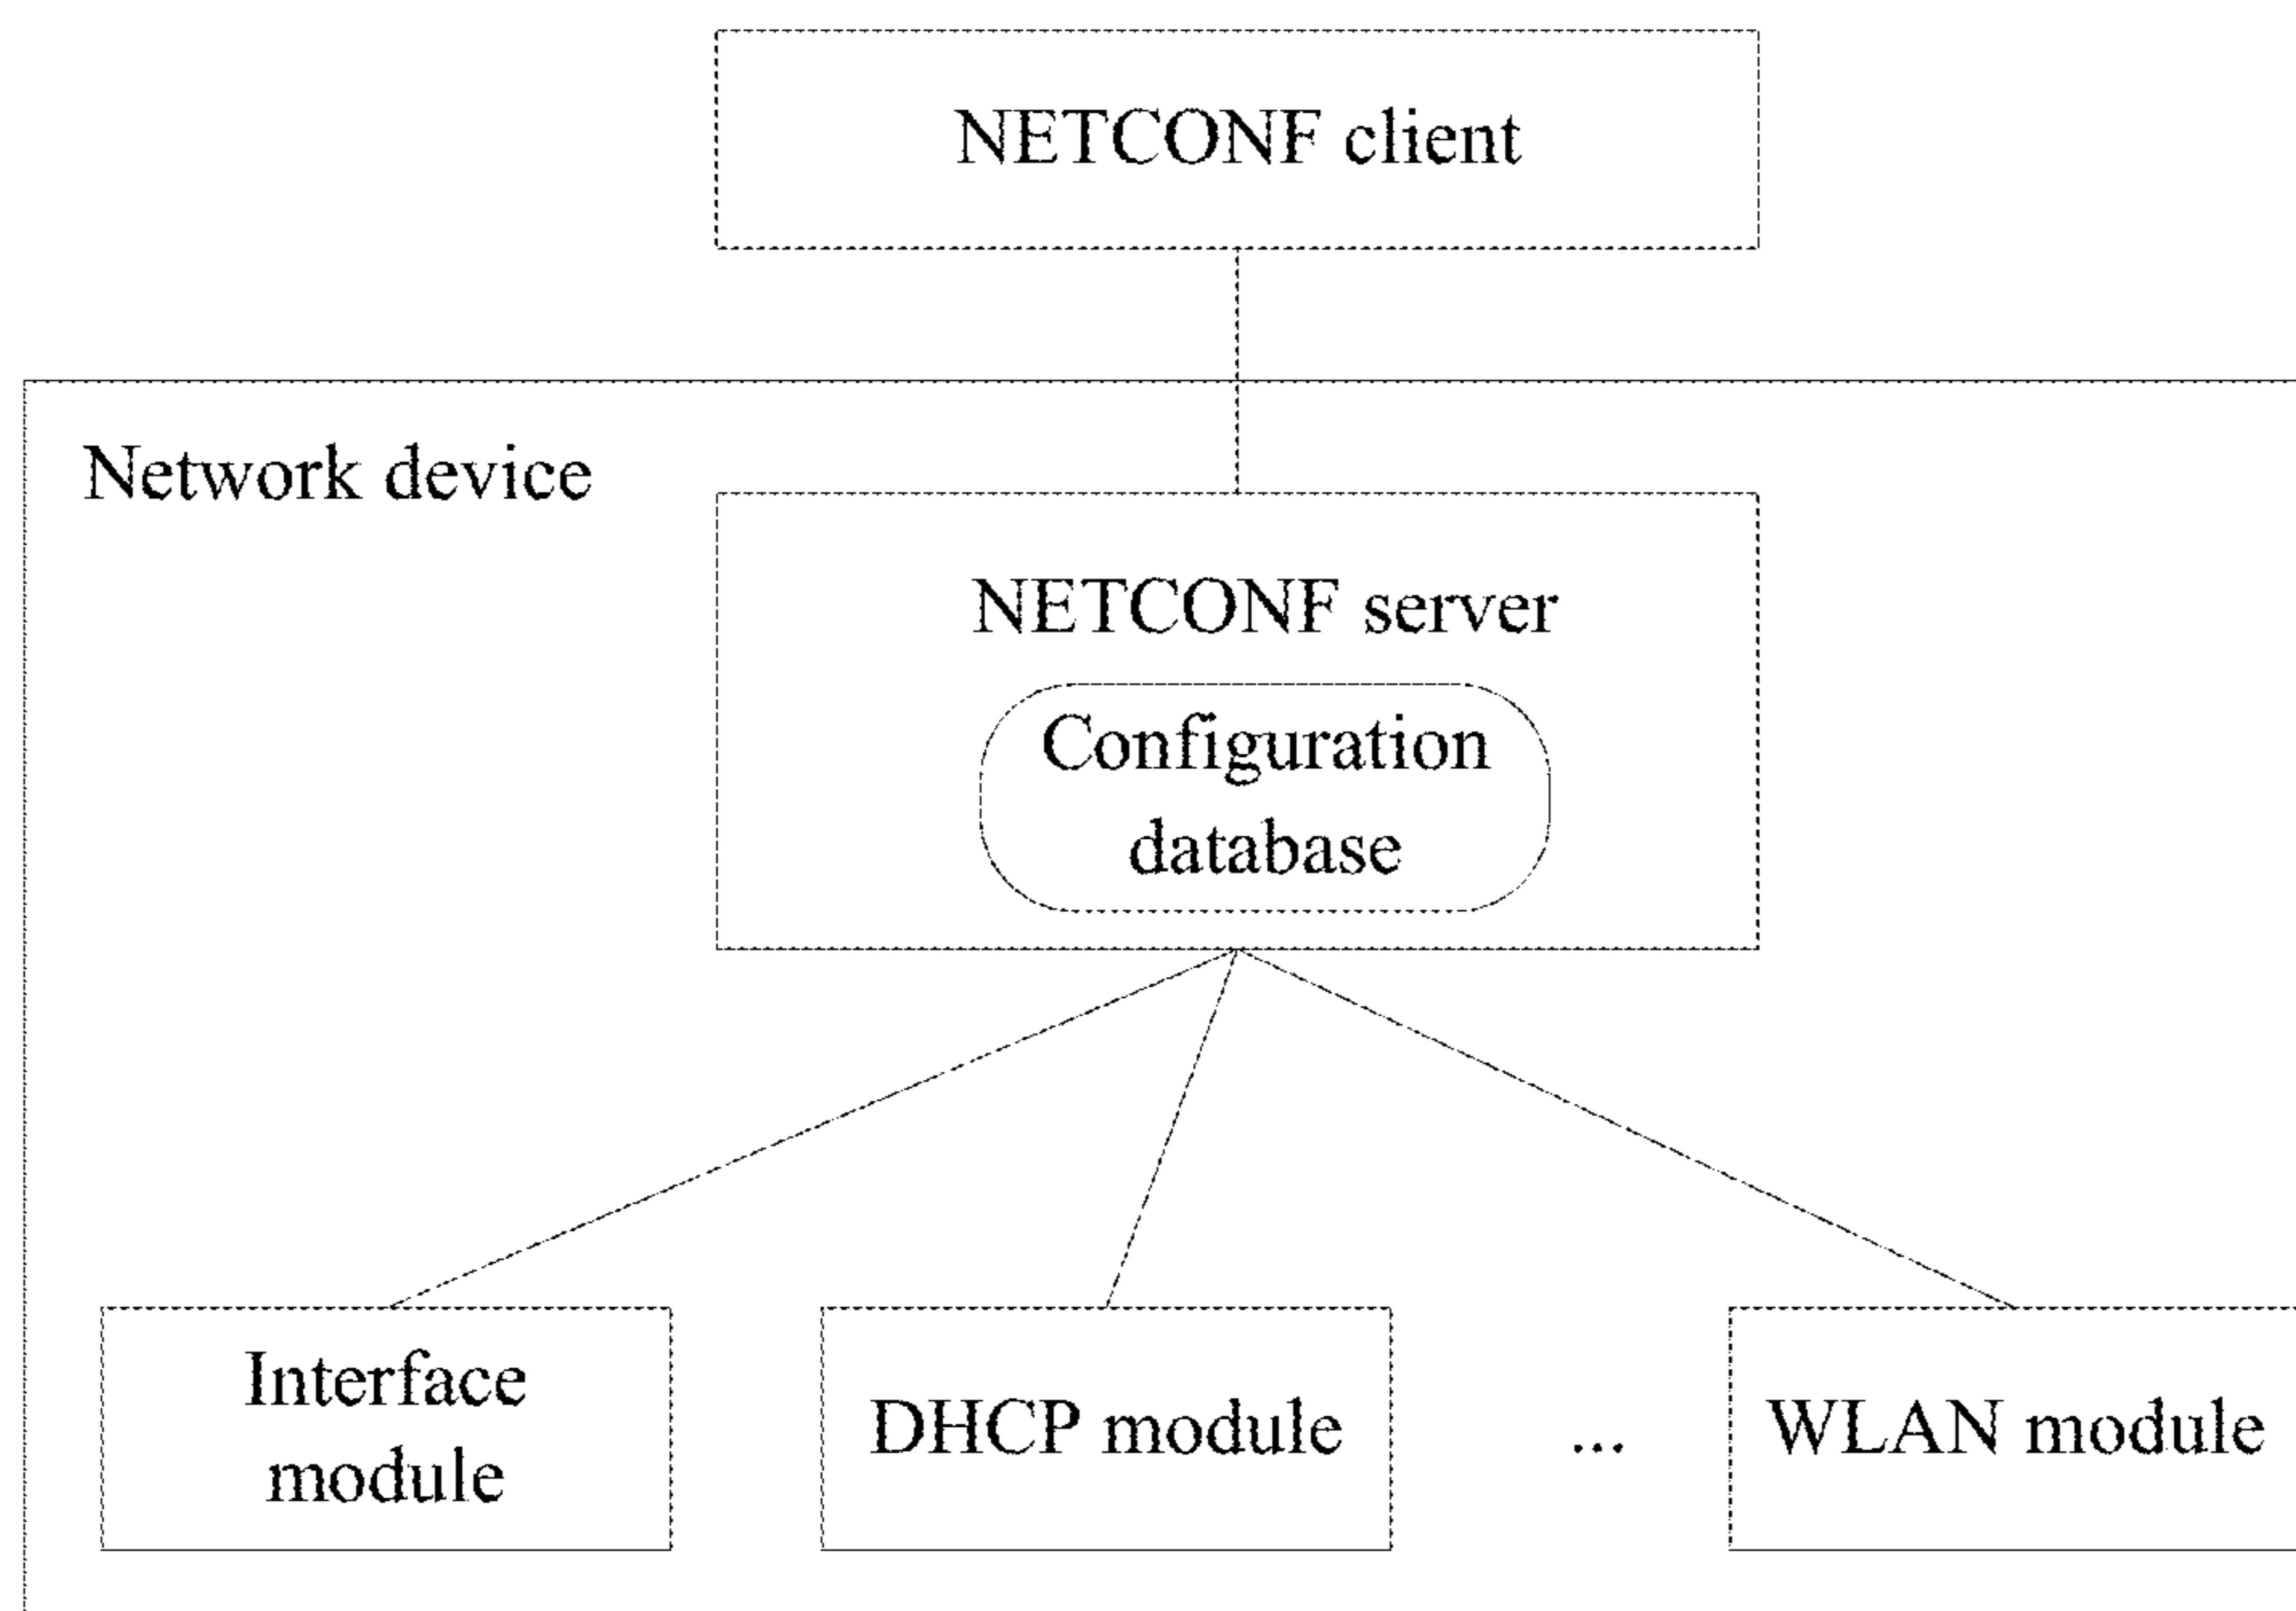 NETCONF client
Network device
NETCONF server
Configuration
database
Interface
module
DHCP module
...
WLAN module